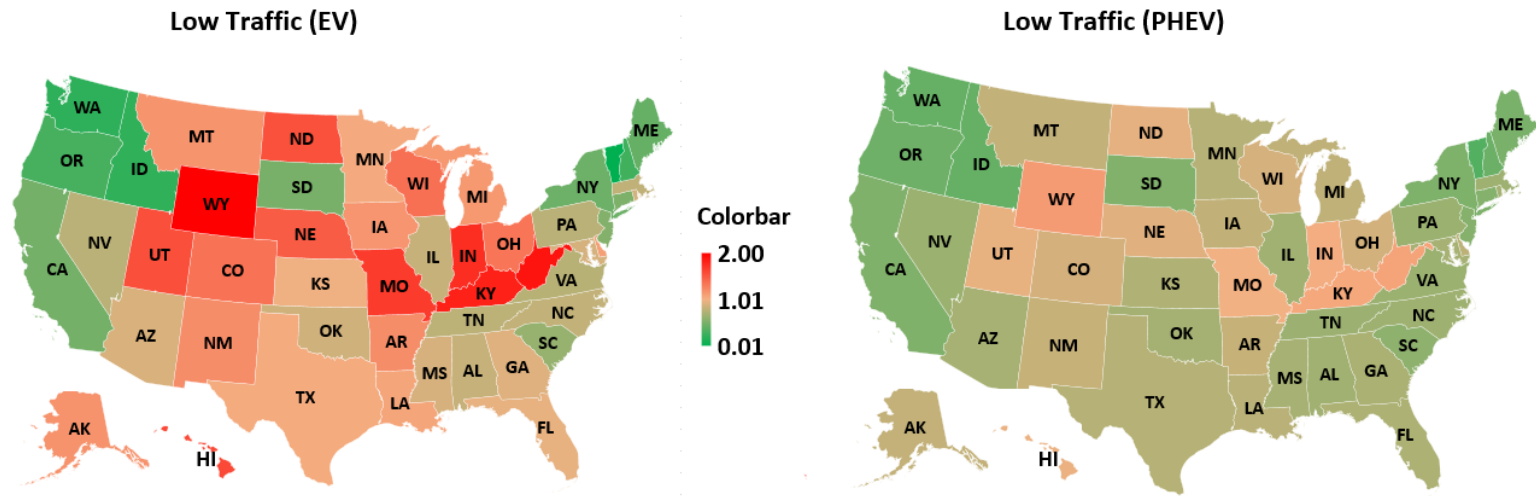 Low Traffic (EV)
WA
MT
ND
ME
OR
ID
MN
SD
WI
NY
WY
MI
IA
PA
NE
NV
OH
UT
IL
IN
CO
CA
VA
KS
MO
KY
NC
TN
OK
AZ
NM
AR
SC
MS
AL
GA
TX
LA
AK
FL
HI
Colorbar
2.00
1.01
0.01
Low Traffic (PHEV)
WA
MT
ND
ME
OR
ID
MN
SD
WI
NY
WY
MI
IA
PA
NE
NV
OH
UT
IL
IN
CO
CA
VA
KS
MO
KY
NC
TN
OK
AZ
NM
AR
SC
MS
AL
GA
TX
LA
AK
FL
HI